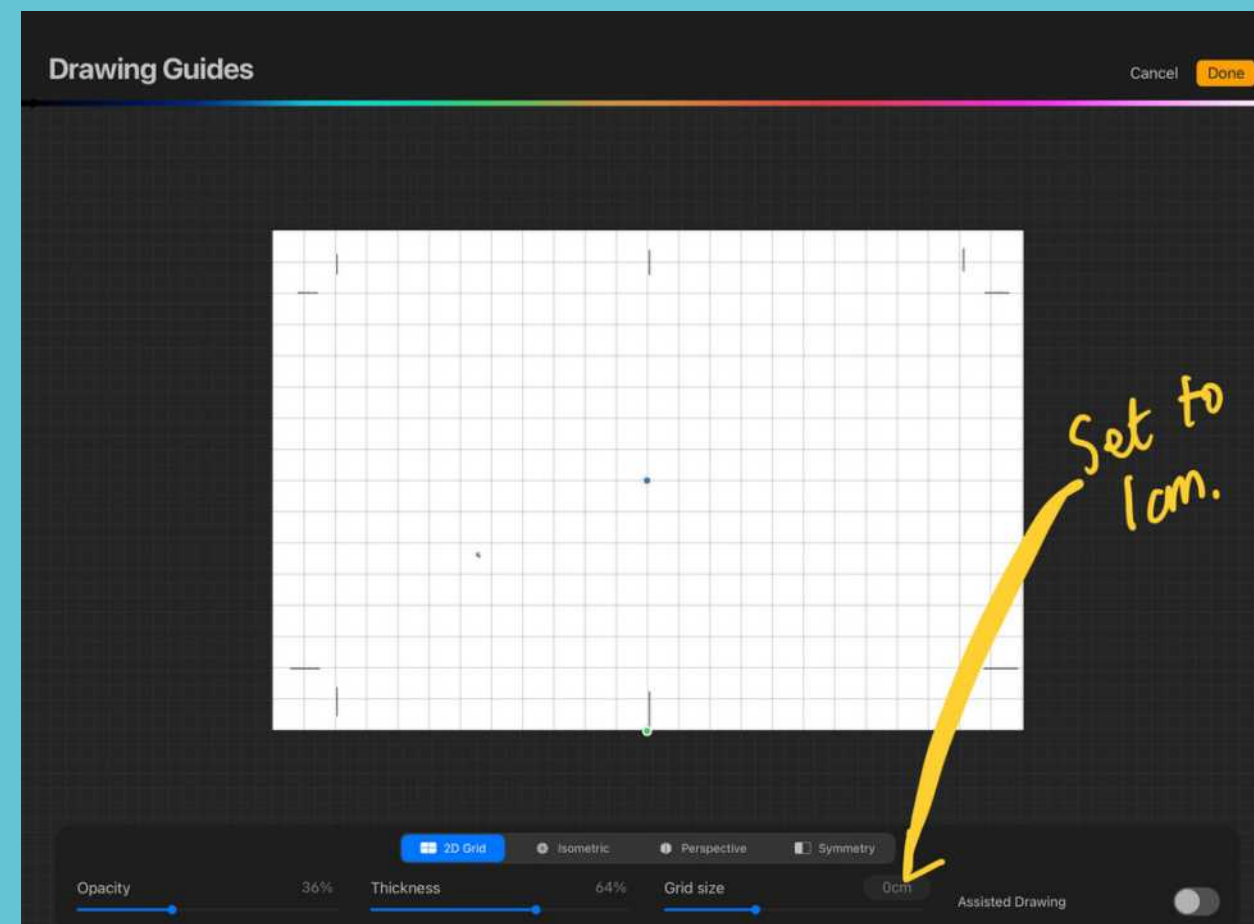 Drawing Guides
Cancel
Done
Set to
1cm.
2D Grid
Isometric
Perspective
Symmetry
Opacity
36%
Thickness
64%
Grid size
0cm
Assisted Drawing